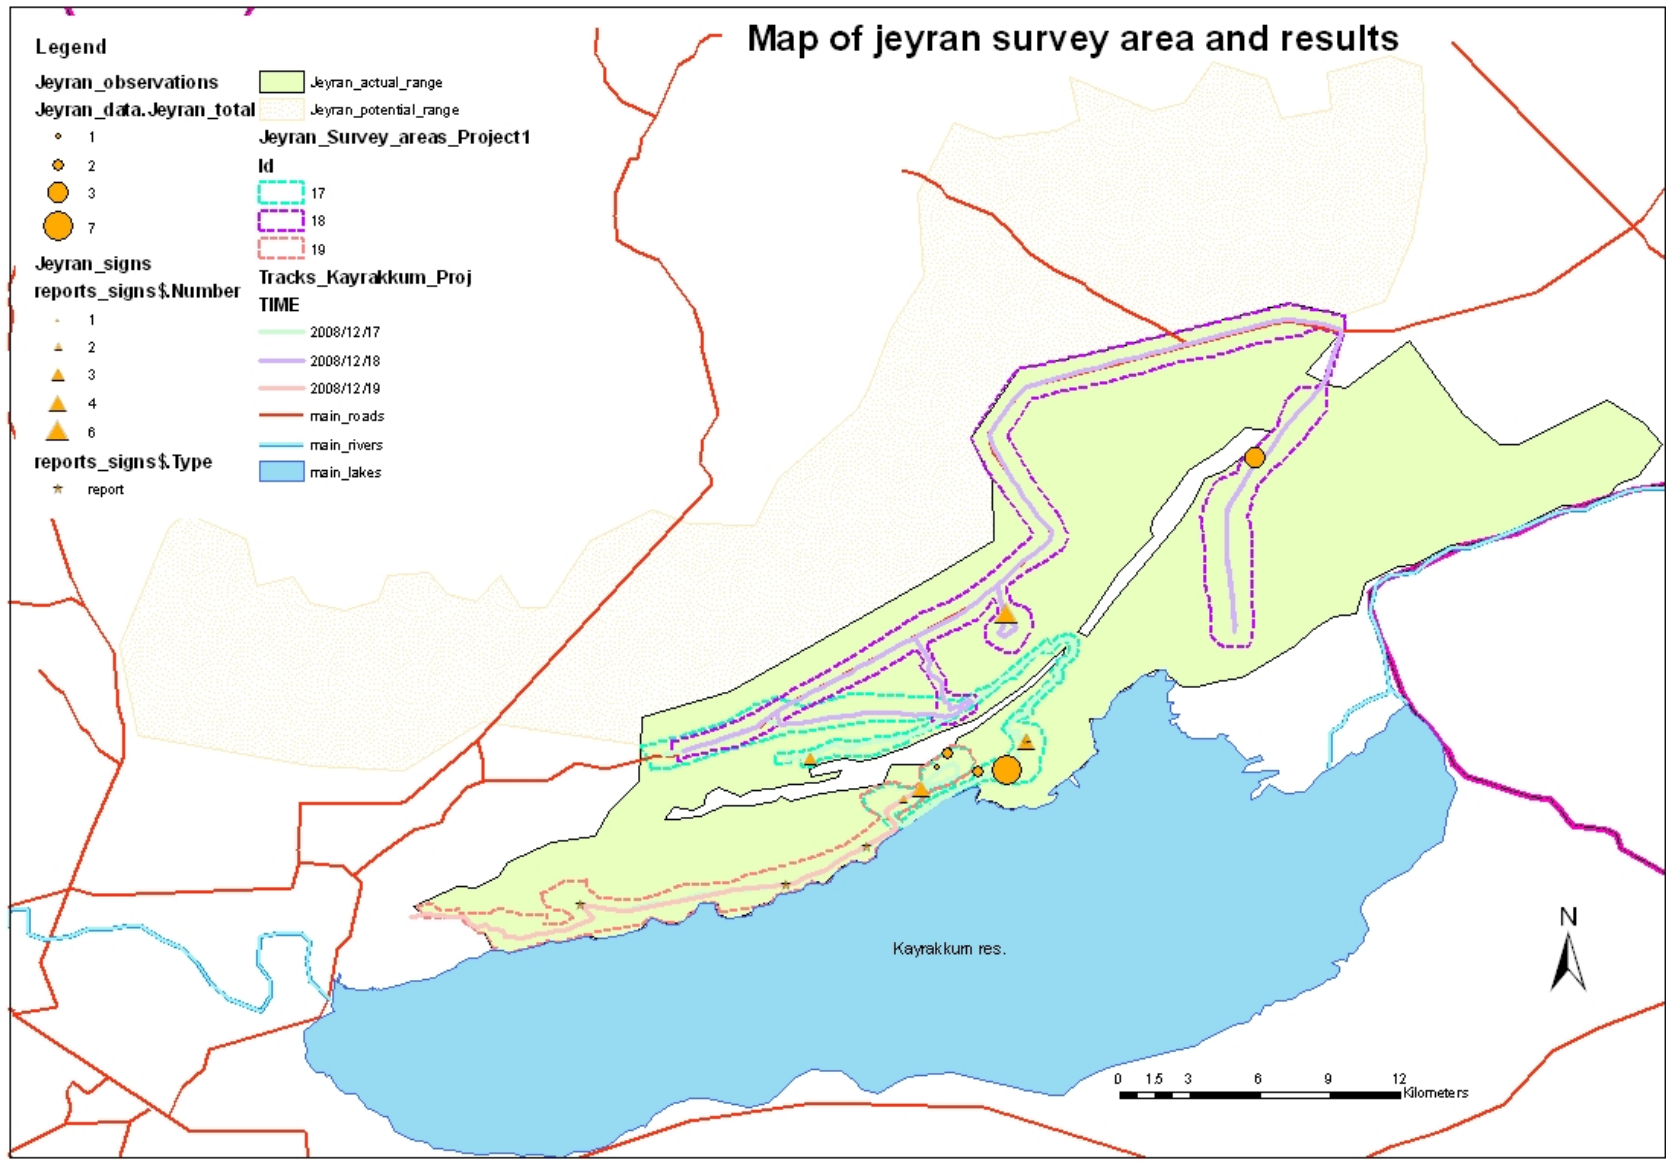 Map of jeyran survey area and results
Legend
Jeyran_observations
Jeyran_data.Jeyran_total
1
2
3
7
Jeyran_signs
reports_signs$.Number
1
2
3
4
6
reports_signs$.Type
report
Jeyran_actual_range
Jeyran_potential_range
Jeyran_Survey_areas_Project1
Id
17
18
19
Tracks_Kayrakkum_Proj
TIME
2008/12/17
2008/12/18
2008/12/19
main_roads
main_rivers
main_lakes
Kayrakkum res.
N
0 1.5 3 6 9 12
Kilometers